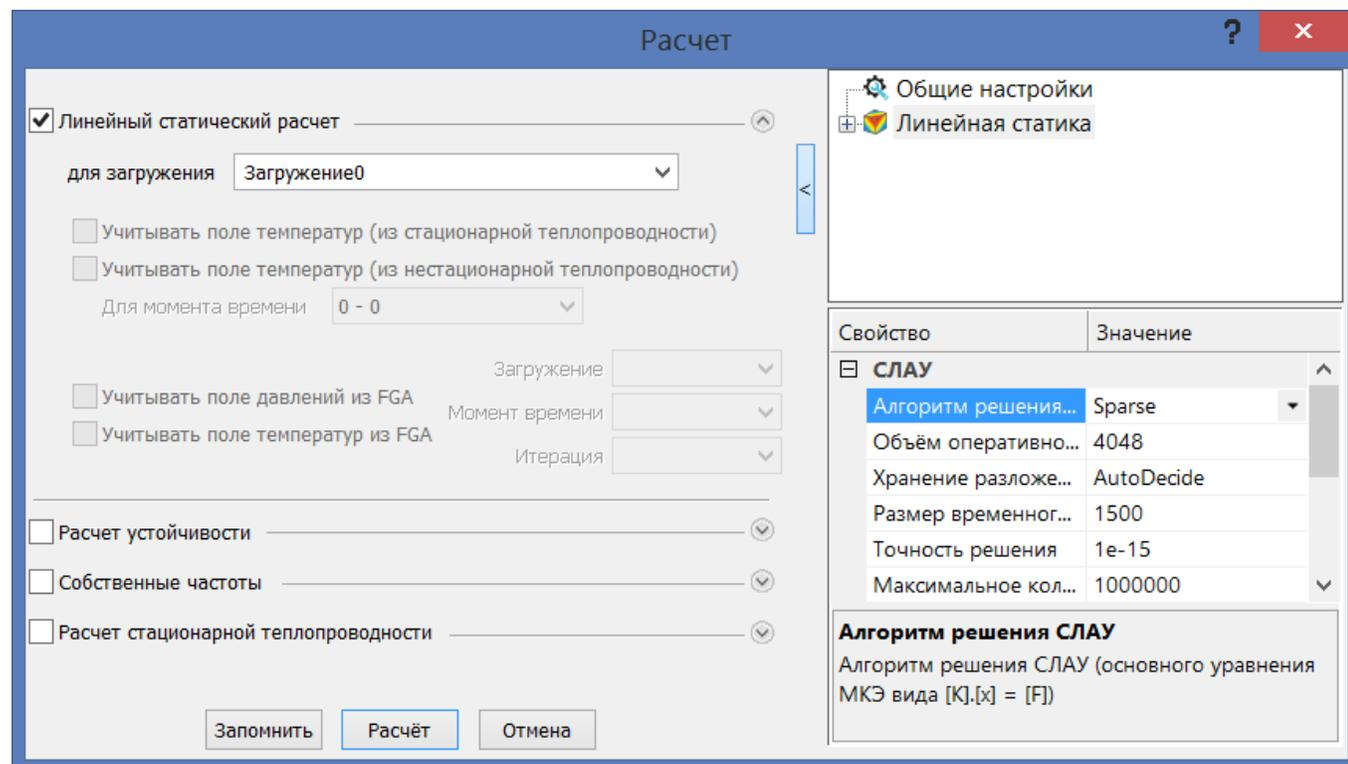 Расчет
?
Линейный статический расчет
для загружения Загружение0
Учитывать поле температур (из стационарной теплопроводности)
Учитывать поле температур (из нестационарной теплопроводности)
Для момента времени 0 - 0
Загружение
Учитывать поле давлений из FGA
Момент времени
Учитывать поле температур из FGA
Итерация
Расчет устойчивости
Собственные частоты
Расчет стационарной теплопроводности
Запомнить Расчёт Отмена
<
Общие настройки
Линейная статика
Свойство Значение
СЛАУ
Алгоритм решения... Sparse
Объём оперативно... 4048
Хранение разложе... AutoDecide
Размер временног... 1500
Точность решения 1e-15
Максимальное кол... 1000000
Алгоритм решения СЛАУ
Алгоритм решения СЛАУ (основного уравнения
МКЭ вида [K].[x] = [F])